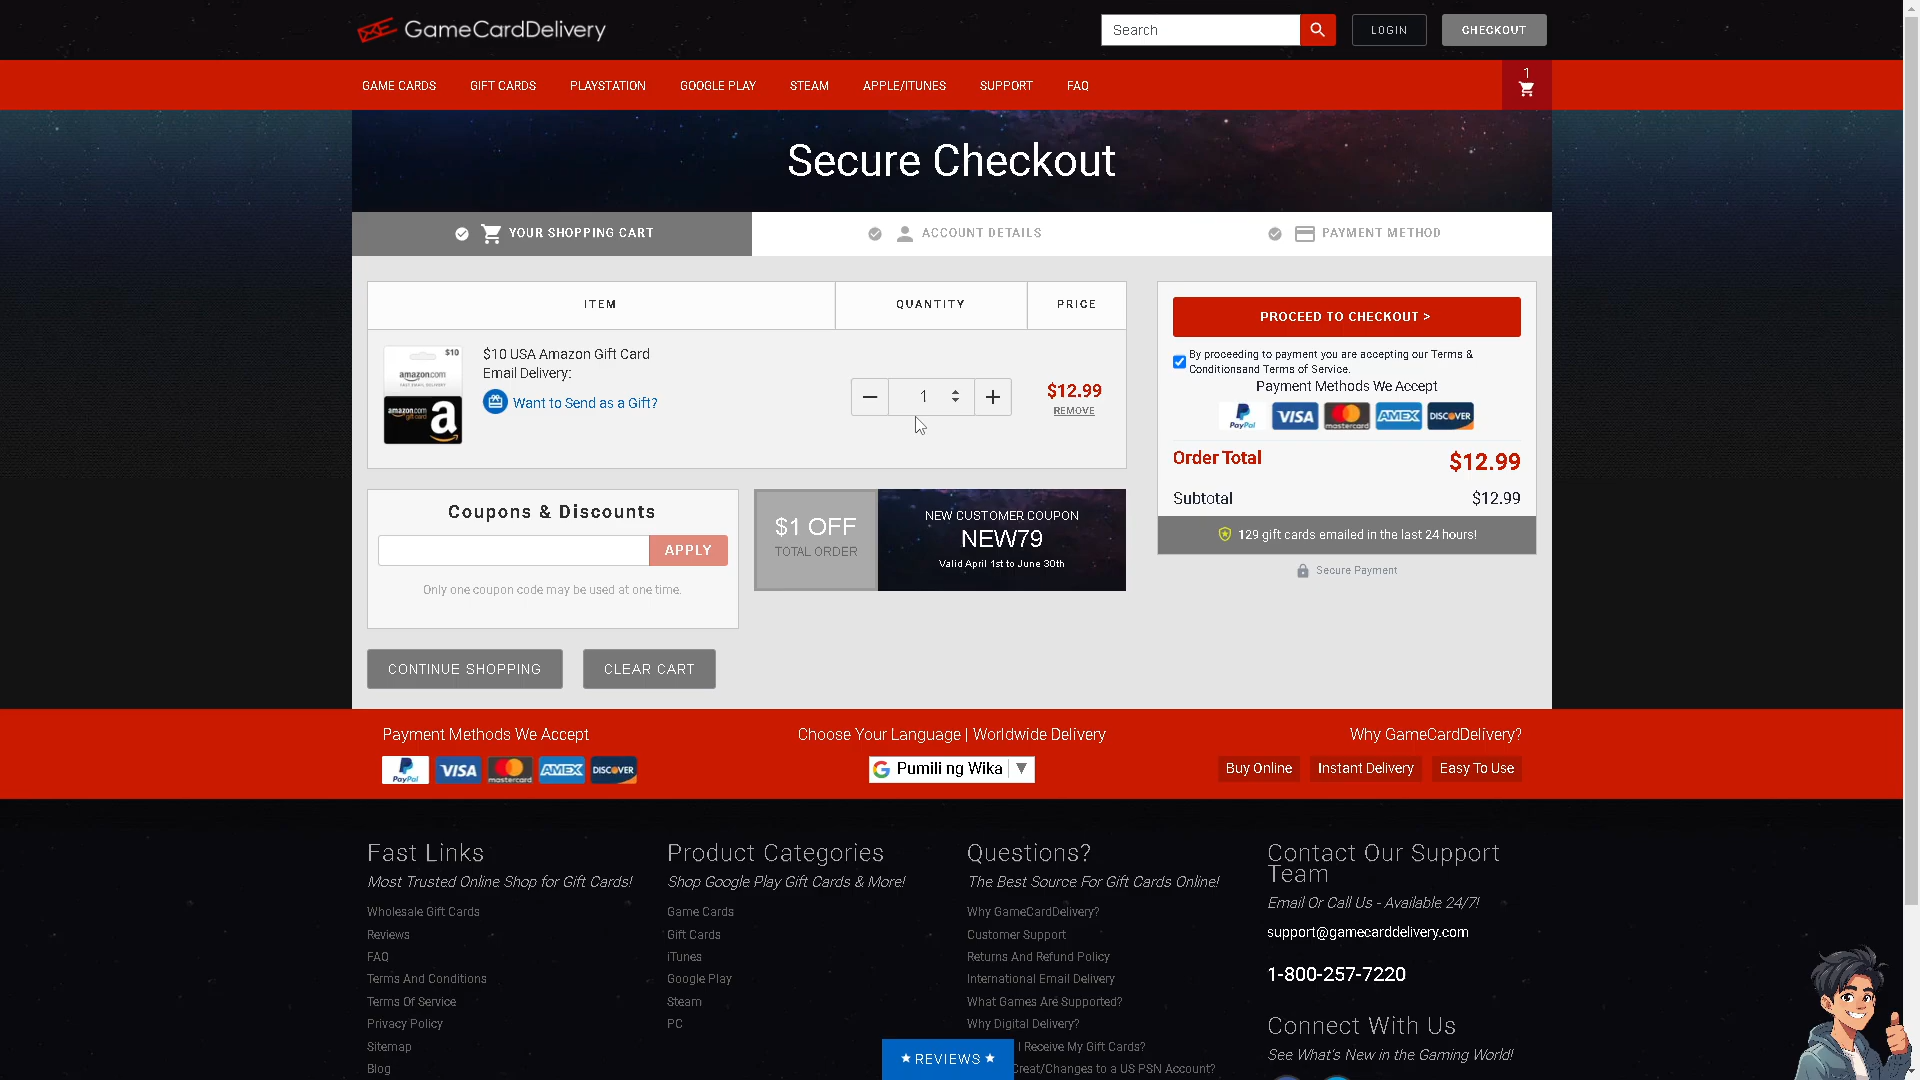 GameCardDelivery
Search
LOGIN
CHECKOUT
GAME CARDS
GIFT CARDS
PLAYSTATION
GOOGLE PLAY
STEAM
APPLE/ITUNES
SUPPORT
FAQ
1
Secure Checkout
YOUR SHOPPING CART
ACCOUNT DETAILS
PAYMENT METHOD
ITEM
QUANTITY
PRICE
$10
amazon.com
FAST EMAIL DELIVERY
amazon.com
a
$10 USA Amazon Gift Card
Email Delivery:
Want to Send as a Gift?
1
$12.99
REMOVE
PROCEED TO CHECKOUT >
By proceeding to payment you are accepting our Terms &
Conditionsand Terms of Service.
Payment Methods We Accept
PayPal
VISA
mastercard
AMEX
DISCOVER
Order Total
$12.99
Subtotal
$12.99
129 gift cards emailed in the last 24 hours!
Secure Payment
Coupons & Discounts
APPLY
Only one coupon code may be used at one time.
$1 OFF
TOTAL ORDER
NEW CUSTOMER COUPON
NEW79
Valid April 1st to June 30th
CONTINUE SHOPPING
CLEAR CART
Payment Methods We Accept
PayPal
VISA
mastercard
AMEX
DISCOVER
Choose Your Language | Worldwide Delivery
G Pumili ng Wika ▼
Why GameCardDelivery?
Buy Online
Instant Delivery
Easy To Use
Fast Links
Most Trusted Online Shop for Gift Cards!
Wholesale Gift Cards
Reviews
FAQ
Terms And Conditions
Terms Of Service
Privacy Policy
Sitemap
Blog
Product Categories
Shop Google Play Gift Cards & More!
Game Cards
Gift Cards
iTunes
Google Play
Steam
PC
Questions?
The Best Source For Gift Cards Online!
Why GameCardDelivery?
Customer Support
Returns And Refund Policy
International Email Delivery
What Games Are Supported?
Why Digital Delivery?
I Receive My Gift Cards?
Creat/Changes to a US PSN Account?
★ REVIEWS ★
Contact Our Support
Team
Email Or Call Us - Available 24/7!
support@gamecarddelivery.com
1-800-257-7220
Connect With Us
See What's New in the Gaming World!